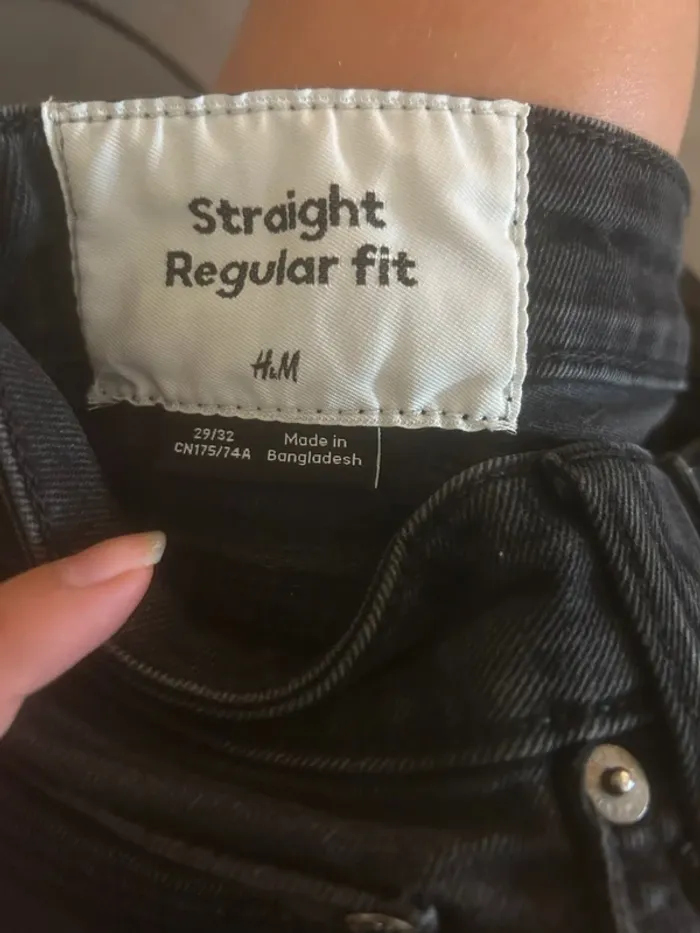 Straight
Regular fit
H&M
29/32
CN175/74A
Made in
Bangladesh